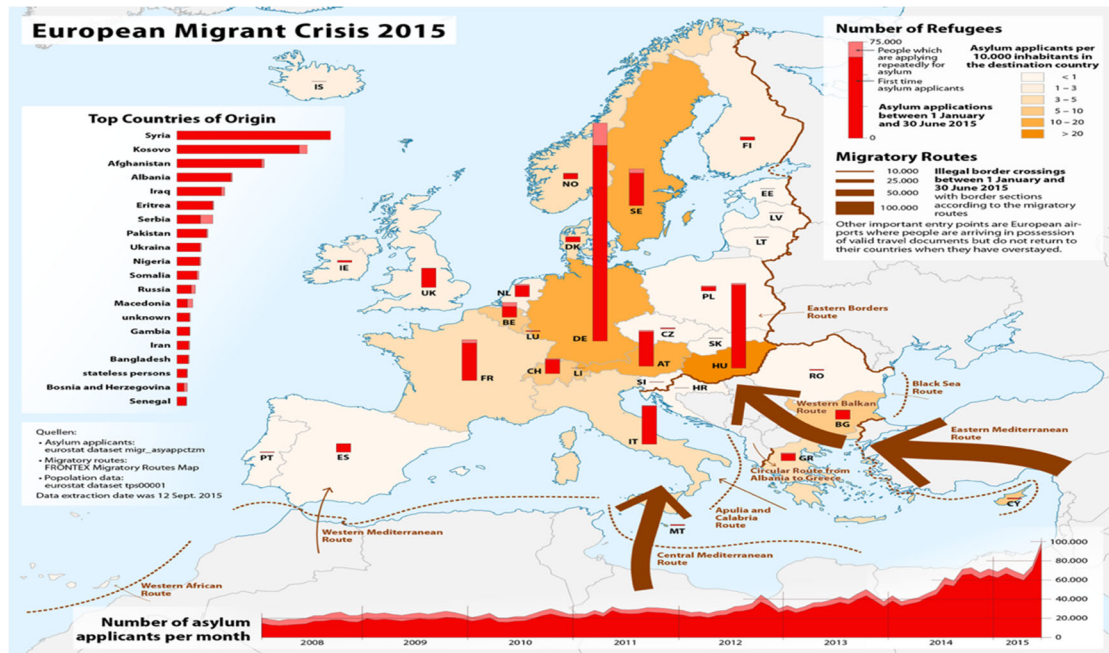 European Migrant Crisis 2015
Number of Refugees
75.000
People which
are applying
repeatedly for
asylum
First time
asylum applicants
Asylum applications
between 1 January
and 30 June 2015
0
Asylum applicants per
10.000 inhabitants in
the destination country
< 1
1 – 3
3 – 5
5 – 10
10 – 20
> 20
Migratory Routes
10.000
25.000
50.000
100.000
Illegal border crossings
between 1 January and
30 June 2015
with border sections
according to the migratory
routes
Other important entry points are European air-
ports where people are arriving in possession
of valid travel documents but do not return to
their countries when they have overstayed.
Top Countries of Origin
Syria
Kosovo
Afghanistan
Albania
Iraq
Eritrea
Serbia
Pakistan
Ukraina
Nigeria
Somalia
Russia
Macedonia
unknown
Gambia
Iran
Bangladesh
stateless persons
Bosnia and Herzegovina
Senegal
Quellen:
• Asylum applicants:
eurostat dataset migr_asyappctzm
• Migratory routes:
FRONTEX Migratory Routes Map
• Popolation data:
eurostat dataset tps00001
Data extraction date was 12 Sept. 2015
IS
NO
SE
FI
EE
LV
LT
DK
IE
UK
NL
BE
LU
DE
PL
CZ
SK
FR
CH
LI
AT
HU
SI
HR
RO
BG
IT
GR
PT
ES
MT
CY
Eastern Borders
Route
Black Sea
Route
Western Balkan
Route
Eastern Mediterranean
Route
Circular Route from
Albania to Greece
Apulia and
Calabria
Route
Central Mediterranean
Route
Western Mediterranean
Route
Western African
Route
Number of asylum
applicants per month
100.000
80.000
60.000
40.000
20.000
0
2008
2009
2010
2011
2012
2013
2014
2015